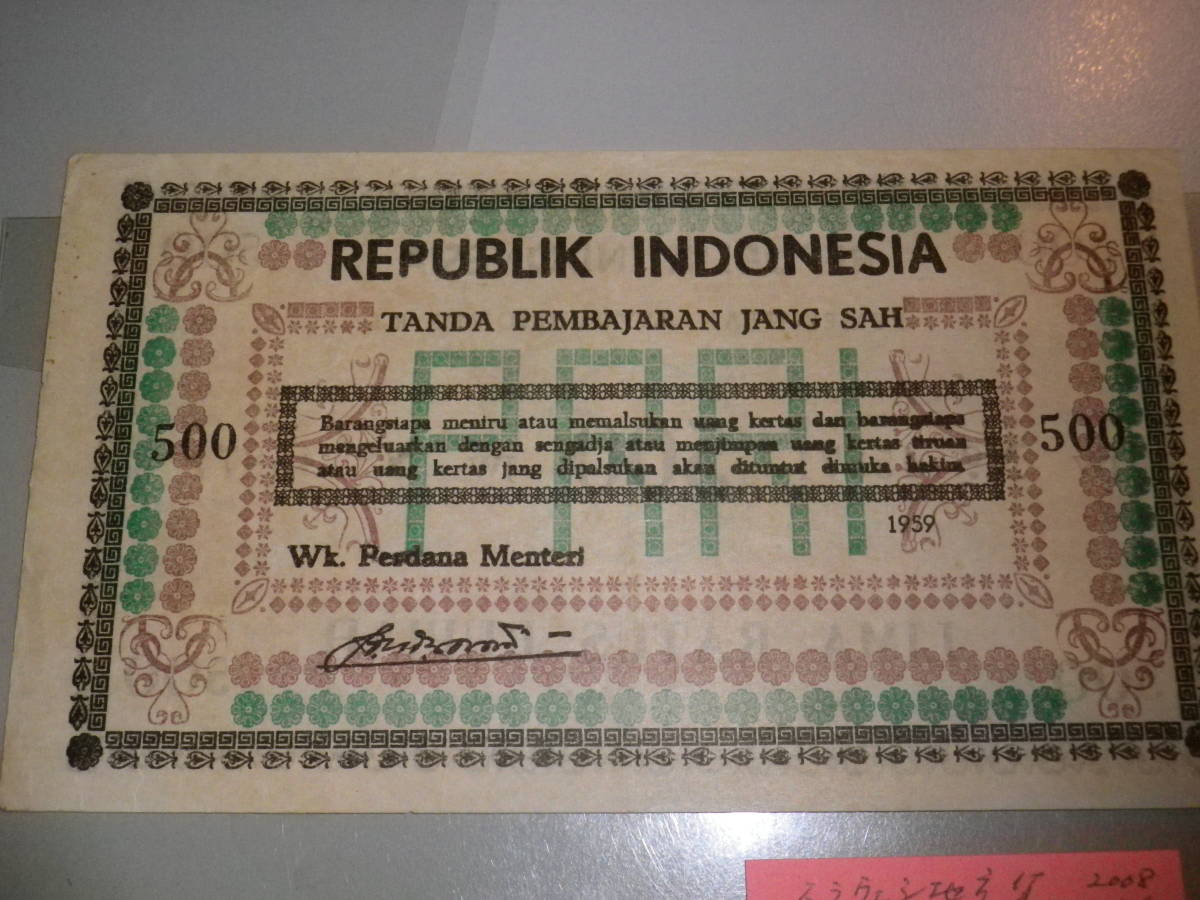 REPUBLIK INDONESIA
TANDA PEMBAJARAN JANG SAH
PRRI
Barangsiapa meniru atau memalsukan uang kertas dan barangsiapa
mengeluarkan dengan sengadja atau menjimpan uang kertas tiruan
atau uang kertas jang dipalsukan akan dituntut dimuka hakim
500
500
1959
Wk. Perdana Menteri
2008